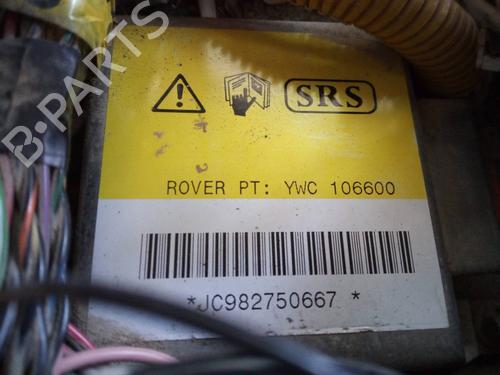 SRS
ROVER PT: YWC 106600
*JC982750667 *
B-PARTS